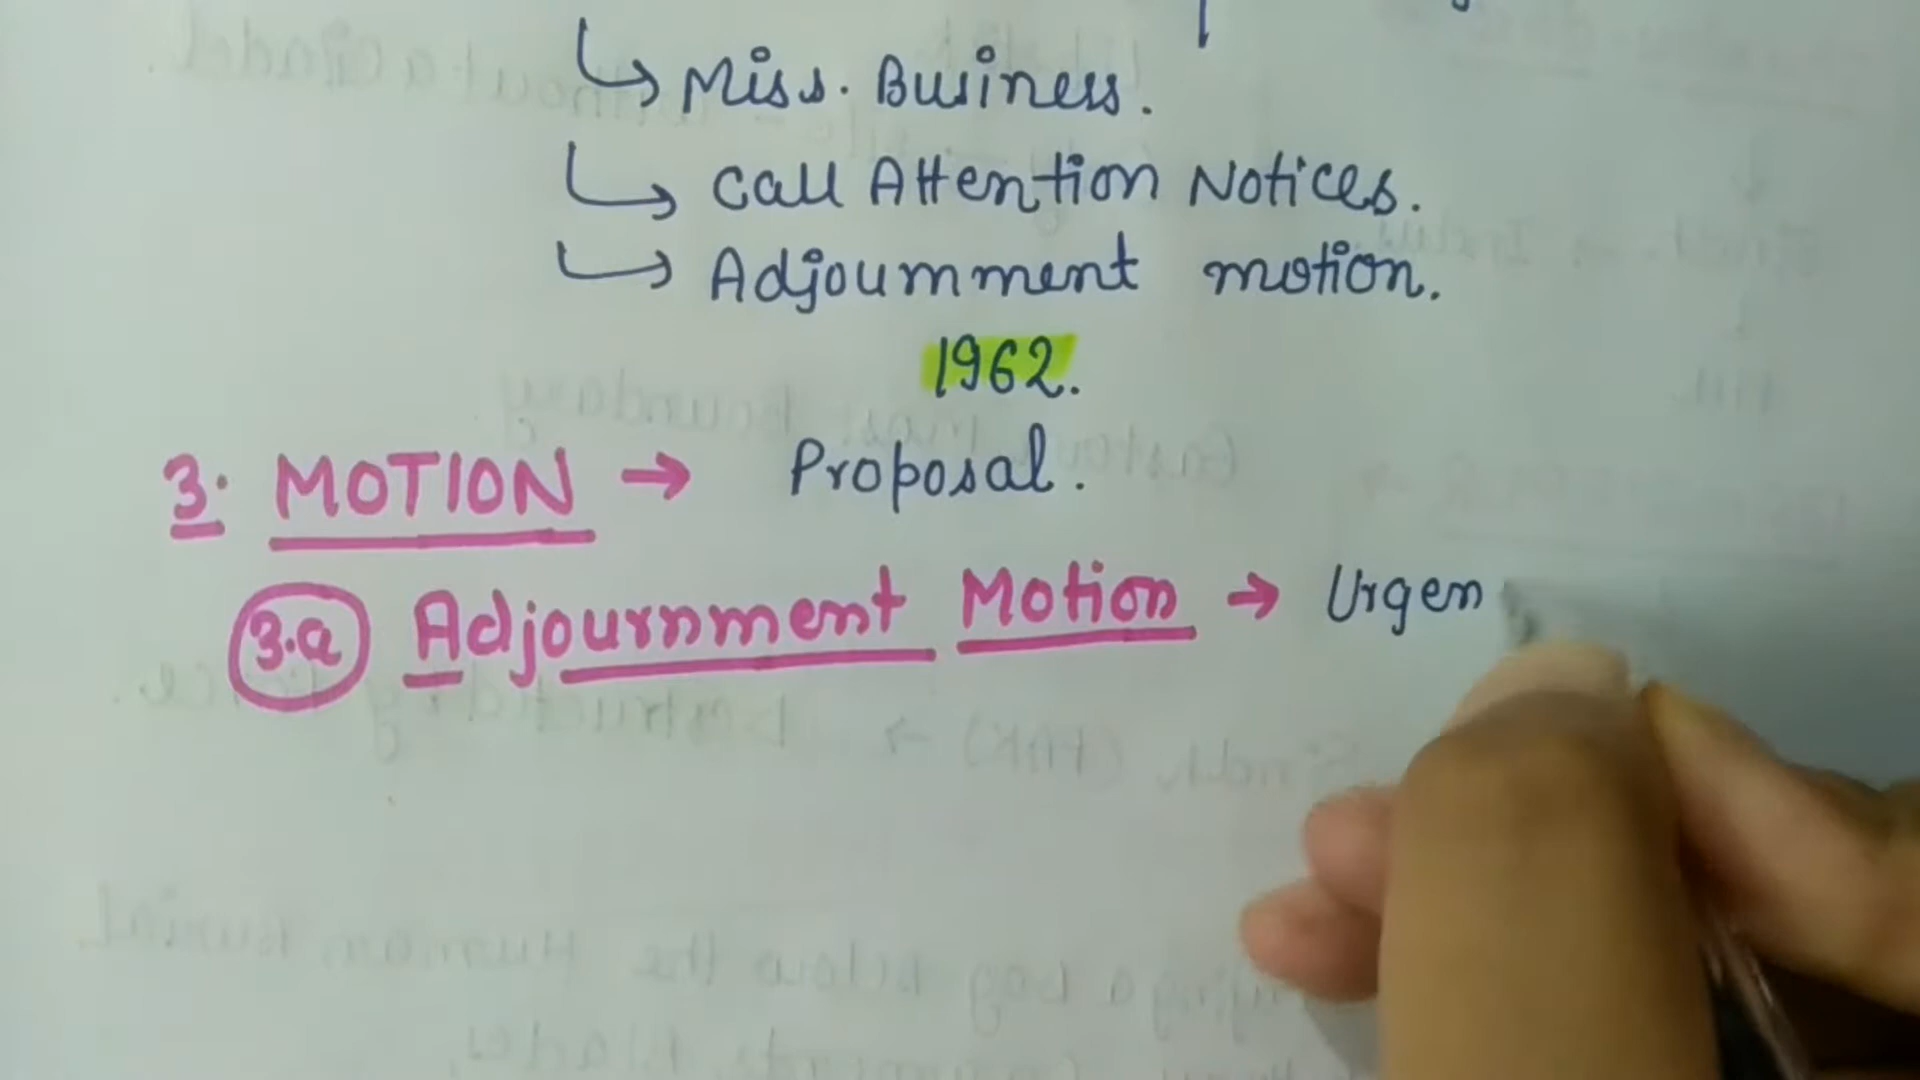 ↳ Miss. Business.
↳ Call Attention Notices.
↳ Adjournment motion.
1962.
3. MOTION → Proposal.
3.a Adjournment Motion → Urgen